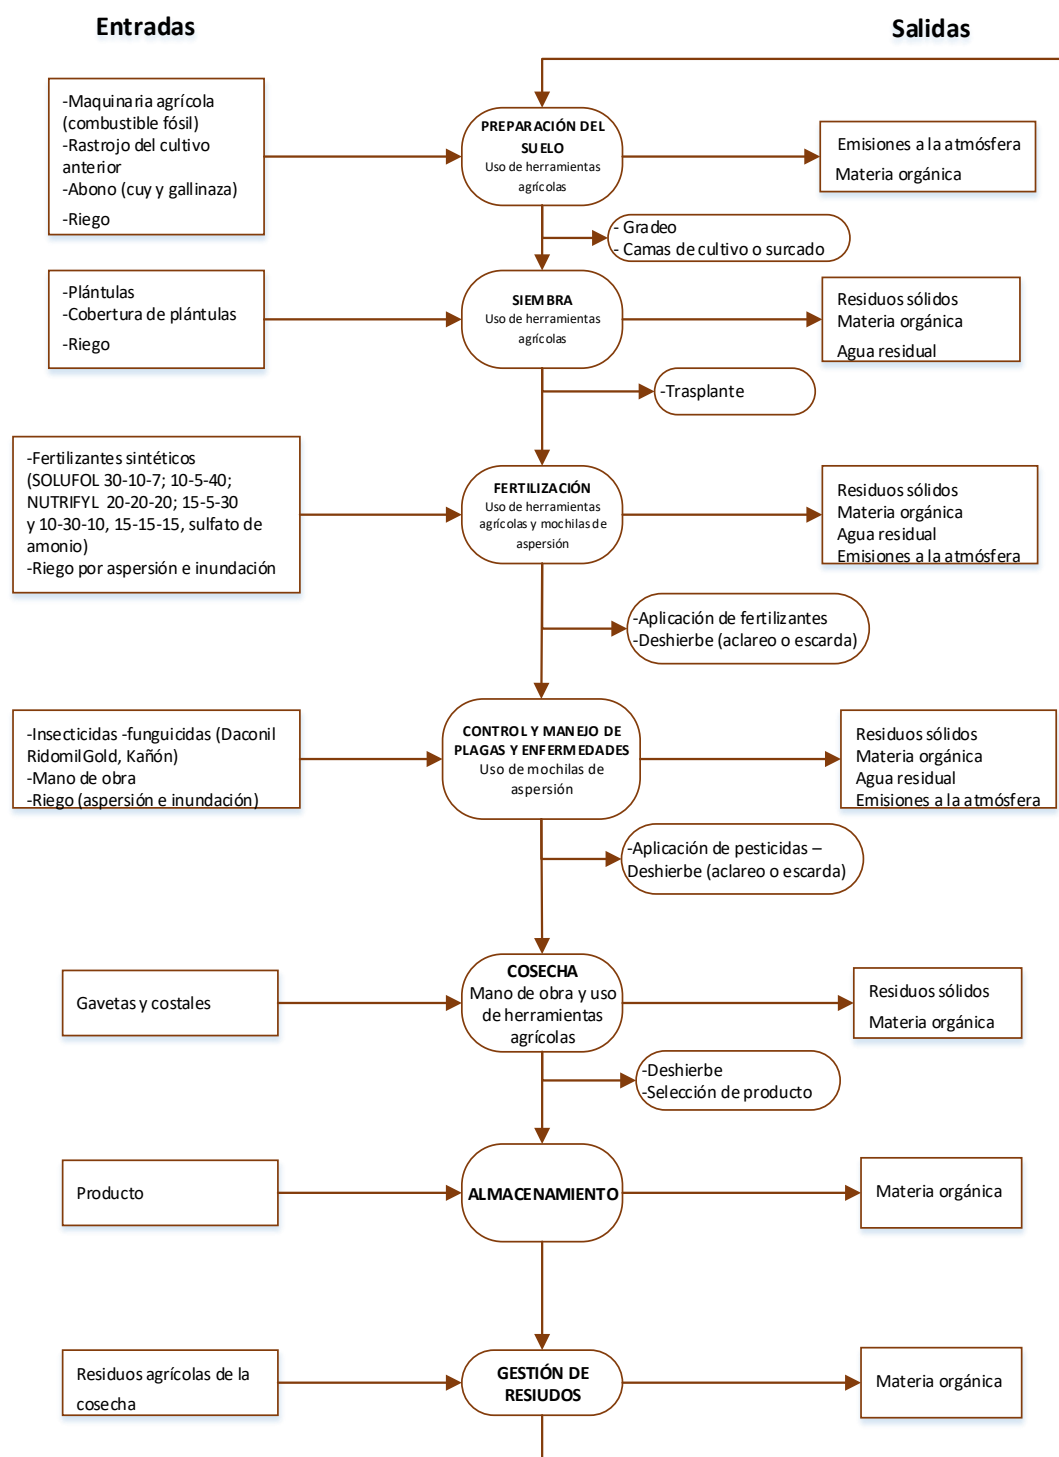 Entradas
Salidas
-Maquinaria agrícola
(combustible fósil)
-Rastrojo del cultivo
anterior
-Abono (cuy y gallinaza)
-Riego
PREPARACIÓN DEL
SUELO
Uso de herramientas
agrícolas
Emisiones a la atmósfera
Materia orgánica
- Gradeo
- Camas de cultivo o surcado
-Plántulas
-Cobertura de plántulas
-Riego
SIEMBRA
Uso de herramientas
agrícolas
Residuos sólidos
Materia orgánica
Agua residual
-Trasplante
-Fertilizantes sintéticos
(SOLUFOL 30-10-7; 10-5-40;
NUTRIFYL 20-20-20; 15-5-30
y 10-30-10, 15-15-15, sulfato de
amonio)
-Riego por aspersión e inundación
FERTILIZACIÓN
Uso de herramientas
agrícolas y mochilas de
aspersión
Residuos sólidos
Materia orgánica
Agua residual
Emisiones a la atmósfera
-Aplicación de fertilizantes
-Deshierbe (aclareo o escarda)
-Insecticidas -funguicidas (Daconil
RidomilGold, Kañón)
-Mano de obra
-Riego (aspersión e inundación)
CONTROL Y MANEJO DE
PLAGAS Y ENFERMEDADES
Uso de mochilas de
aspersión
Residuos sólidos
Materia orgánica
Agua residual
Emisiones a la atmósfera
-Aplicación de pesticidas –
Deshierbe (aclareo o escarda)
Gavetas y costales
COSECHA
Mano de obra y uso
de herramientas
agrícolas
Residuos sólidos
Materia orgánica
-Deshierbe
-Selección de producto
Producto
ALMACENAMIENTO
Materia orgánica
Residuos agrícolas de la
cosecha
GESTIÓN DE
RESIUDOS
Materia orgánica